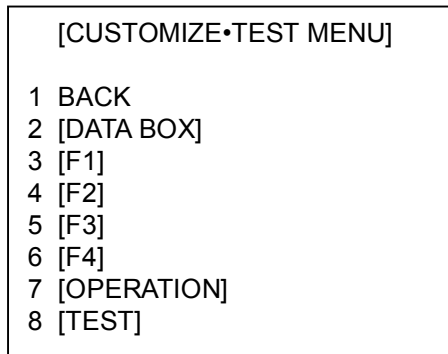 [CUSTOMIZE•TEST MENU]
1 BACK
2 [DATA BOX]
3 [F1]
4 [F2]
5 [F3]
6 [F4]
7 [OPERATION]
8 [TEST]